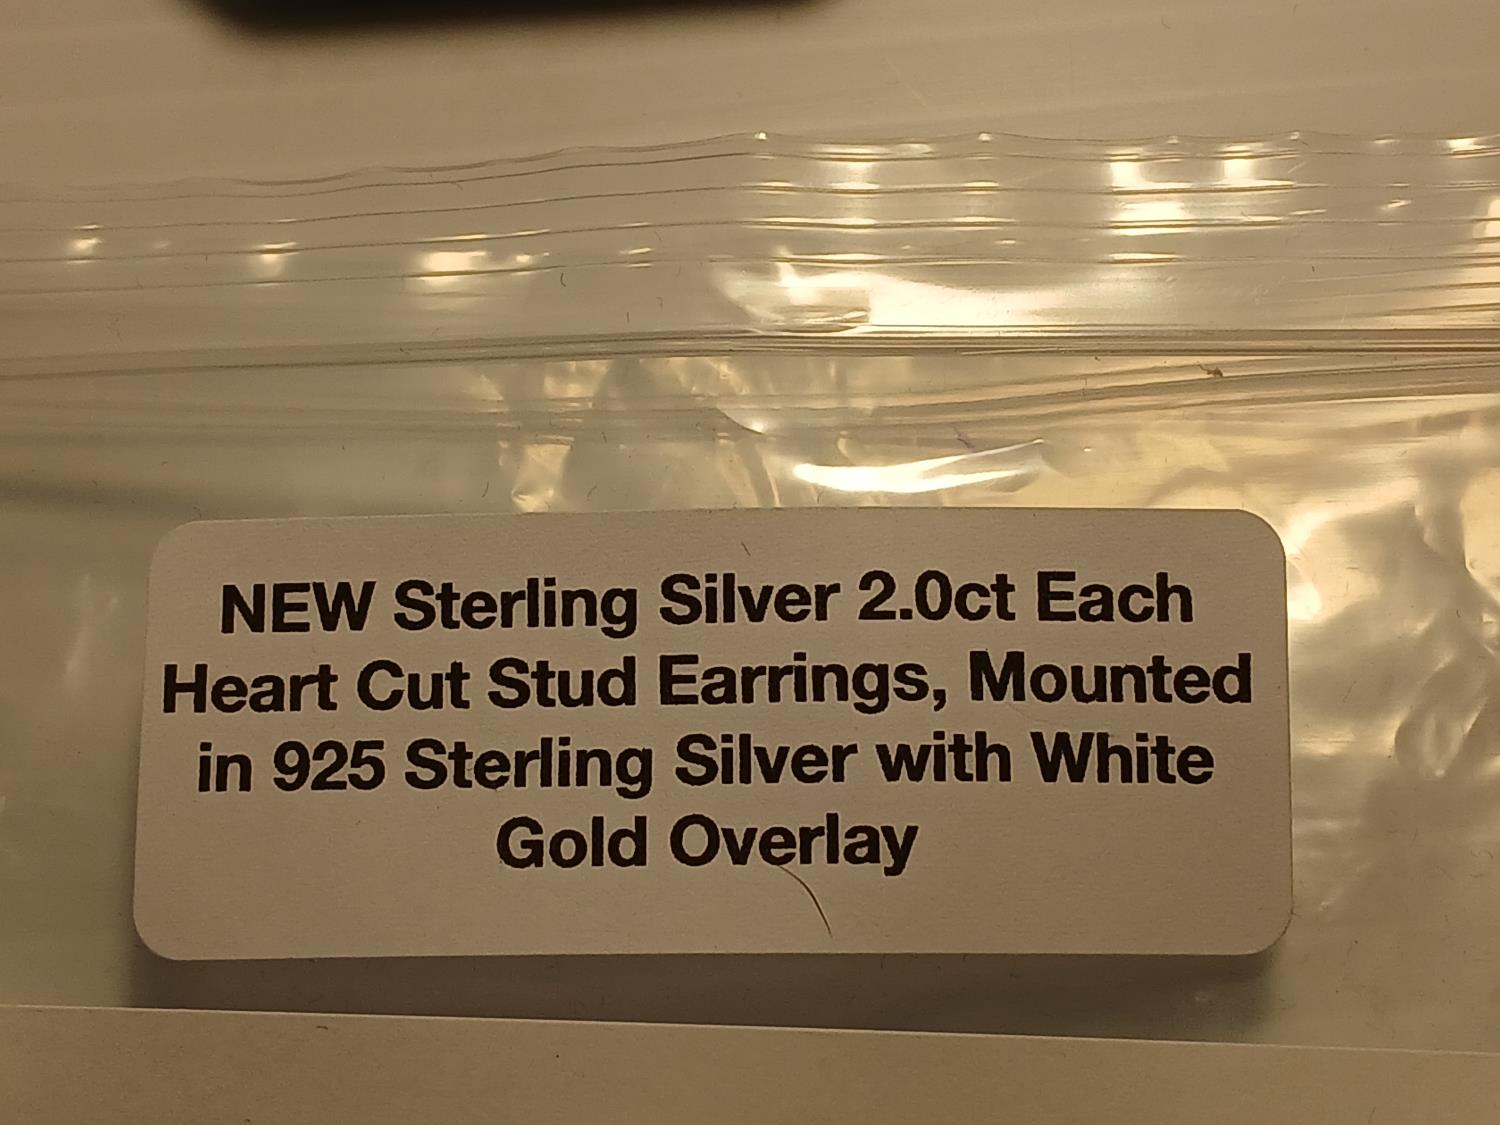 NEW Sterling Silver 2.0ct Each
Heart Cut Stud Earrings, Mounted
in 925 Sterling Silver with White
Gold Overlay